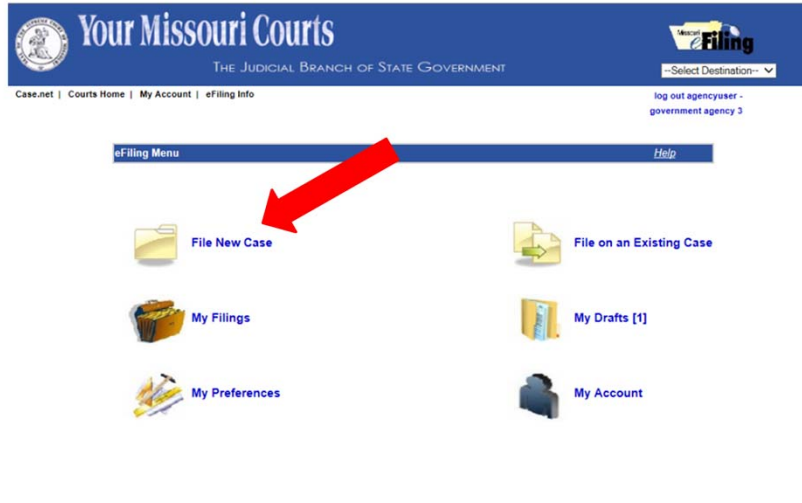 Your Missouri Courts
THE JUDICIAL BRANCH OF STATE GOVERNMENT
Missouri
eFiling
--Select Destination--
Case.net | Courts Home | My Account | eFiling Info
log out agencyuser -
government agency 3
eFiling Menu
Help
File New Case
File on an Existing Case
My Filings
My Drafts [1]
My Preferences
My Account